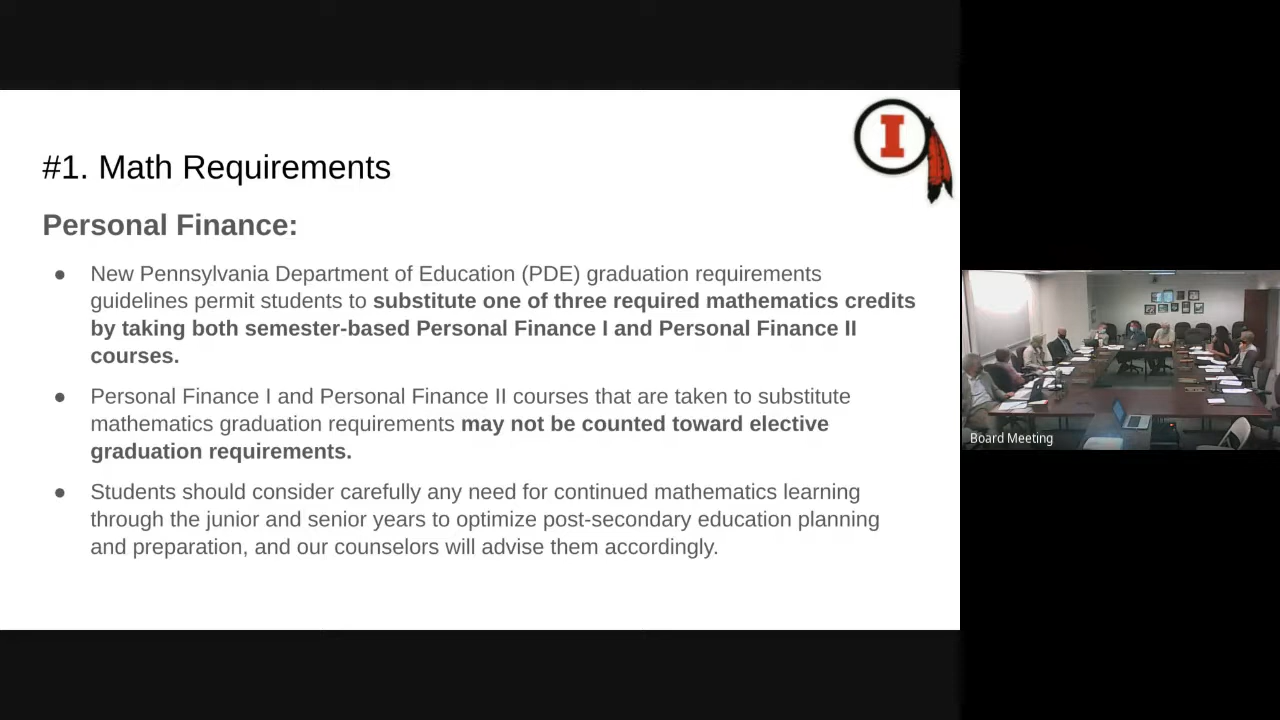 I
#1. Math Requirements
Personal Finance:
● New Pennsylvania Department of Education (PDE) graduation requirements
guidelines permit students to substitute one of three required mathematics credits
by taking both semester-based Personal Finance I and Personal Finance II
courses.
● Personal Finance I and Personal Finance II courses that are taken to substitute
mathematics graduation requirements may not be counted toward elective
graduation requirements.
● Students should consider carefully any need for continued mathematics learning
through the junior and senior years to optimize post-secondary education planning
and preparation, and our counselors will advise them accordingly.
Board Meeting